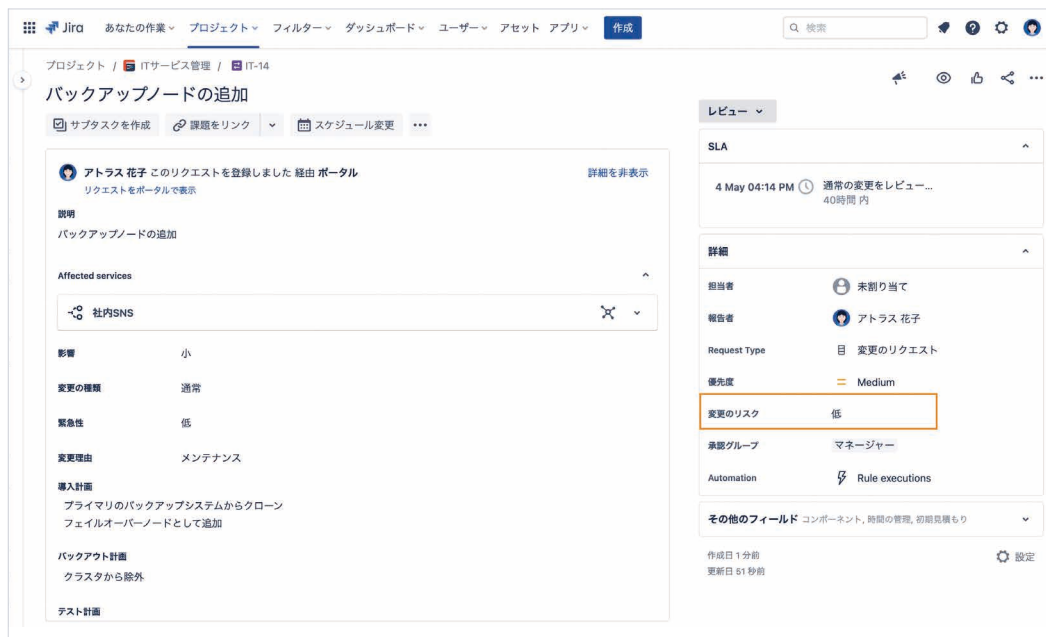 Jira あなたの作業 プロジェクト フィルター ダッシュボード ユーザー アセット アプリ 作成 検索
プロジェクト / ITサービス管理 / IT-14
バックアップノードの追加
サブタスクを作成 課題をリンク スケジュール変更
アトラス 花子 このリクエストを登録しました 経由 ポータル 詳細を非表示
リクエストをポータルで表示
説明
バックアップノードの追加
Affected services
社内SNS
影響 小
変更の種類 通常
緊急性 低
変更理由 メンテナンス
導入計画
プライマリのバックアップシステムからクローン
フェイルオーバーノードとして追加
バックアウト計画
クラスタから除外
テスト計画
レビュー
SLA
4 May 04:14 PM 通常の変更をレビュー...
40時間 内
詳細
担当者 未割り当て
報告者 アトラス 花子
Request Type 変更のリクエスト
優先度 Medium
変更のリスク 低
承認グループ マネージャー
Automation Rule executions
その他のフィールド コンポーネント, 時間の管理, 初期見積もり
作成日 1 分前 設定
更新日 51 秒前